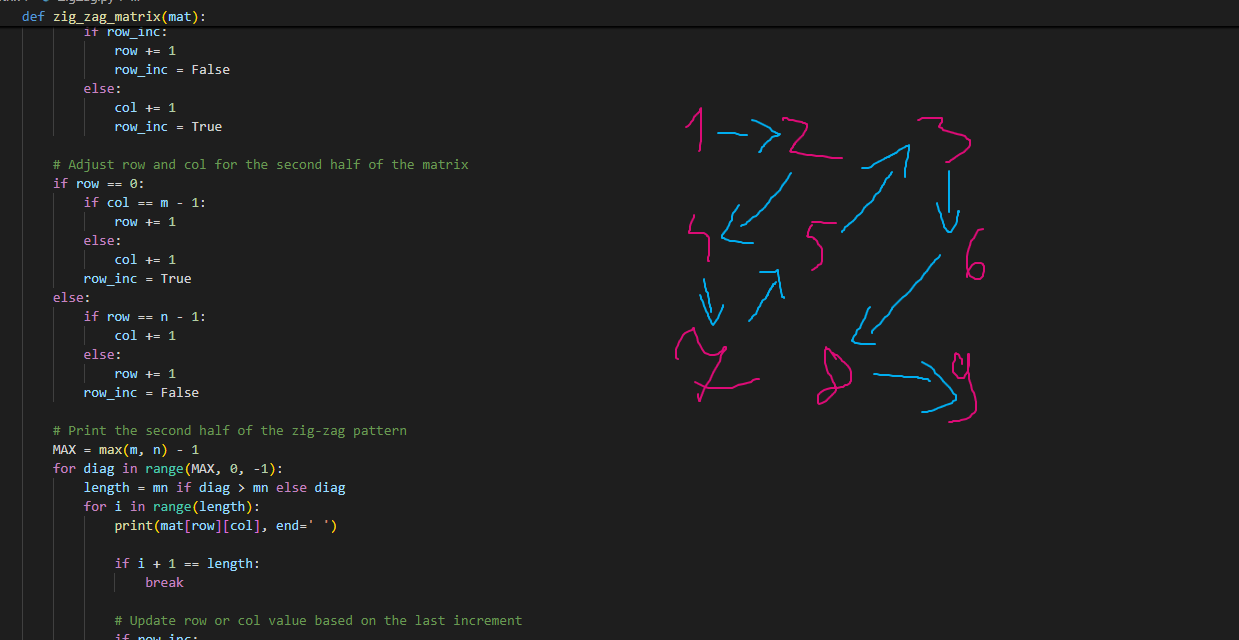 def zig_zag_matrix(mat):
if row_inc:
row += 1
row_inc = False
else:
col += 1
row_inc = True
# Adjust row and col for the second half of the matrix
if row == 0:
if col == m - 1:
row += 1
else:
col += 1
row_inc = True
else:
if row == n - 1:
col += 1
else:
row += 1
row_inc = False
# Print the second half of the zig-zag pattern
MAX = max(m, n) - 1
for diag in range(MAX, 0, -1):
length = mn if diag > mn else diag
for i in range(length):
print(mat[row][col], end=' ')
if i + 1 == length:
break
# Update row or col value based on the last increment
if row_inc:
1 2 3
4 5 6
7 8 9